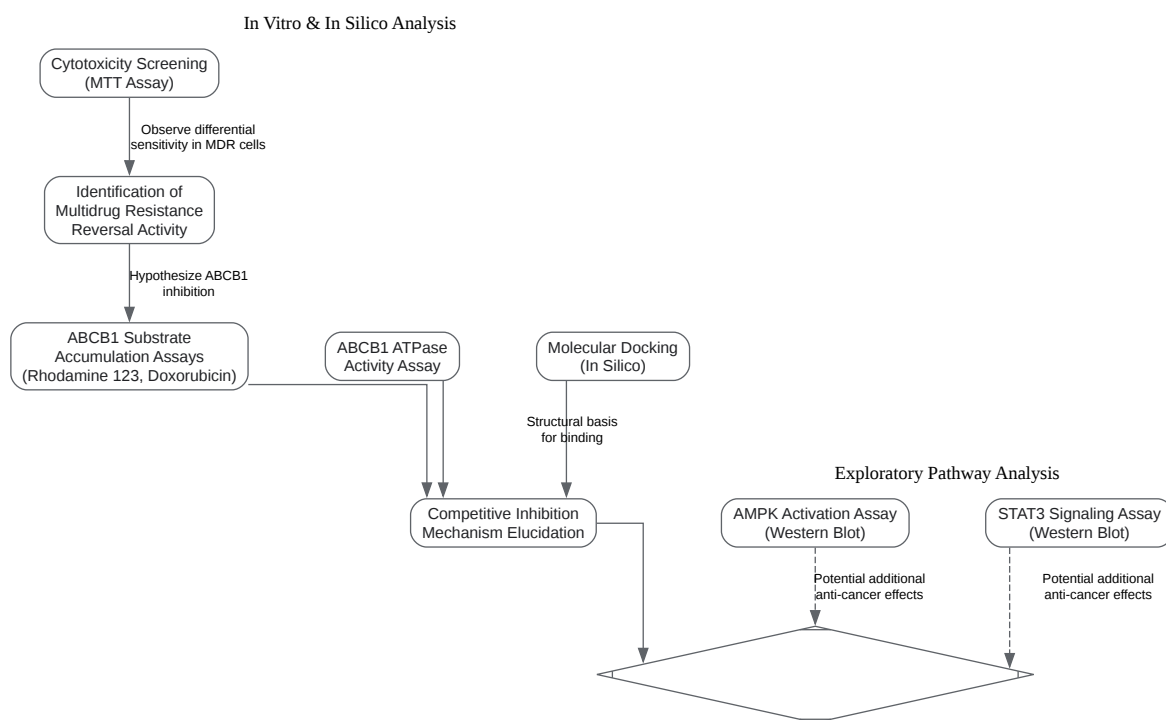 In Vitro & In Silico Analysis
Cytotoxicity Screening
(MTT Assay)
Observe differential
sensitivity in MDR cells
Identification of
Multidrug Resistance
Reversal Activity
Hypothesize ABCB1
inhibition
ABCB1 Substrate
Accumulation Assays
(Rhodamine 123, Doxorubicin)
ABCB1 ATPase
Activity Assay
Molecular Docking
(In Silico)
Structural basis
for binding
Competitive Inhibition
Mechanism Elucidation
Exploratory Pathway Analysis
AMPK Activation Assay
(Western Blot)
STAT3 Signaling Assay
(Western Blot)
Potential additional
anti-cancer effects
Potential additional
anti-cancer effects